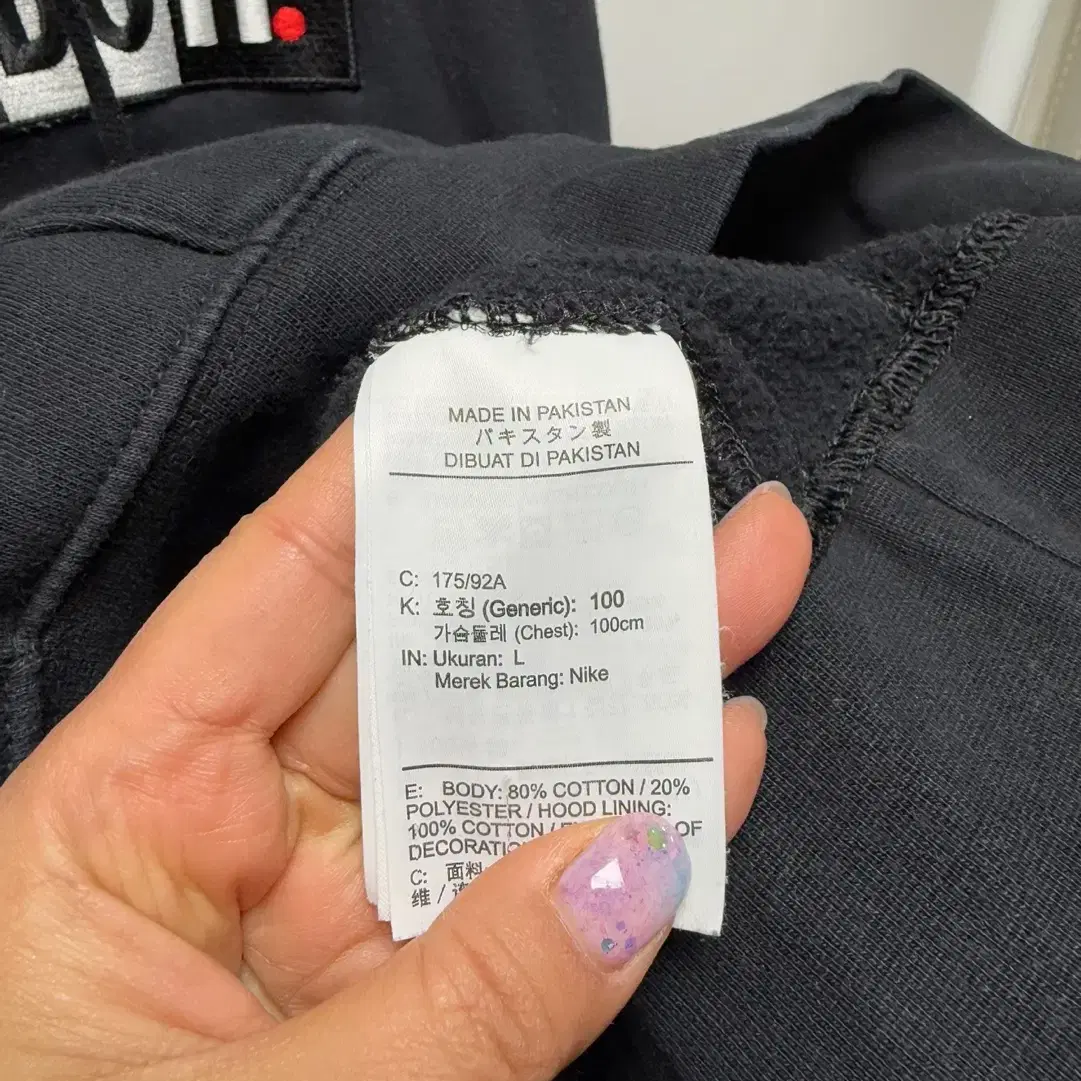 MADE IN PAKISTAN
パキスタン製
DIBUAT DI PAKISTAN
C: 175/92A
K: 호칭 (Generic): 100
가슴둘레 (Chest): 100cm
IN: Ukuran: L
Merek Barang: Nike
E: BODY: 80% COTTON / 20%
POLYESTER / HOOD LINING:
100% COTTON / OF
C: 面料
维 /